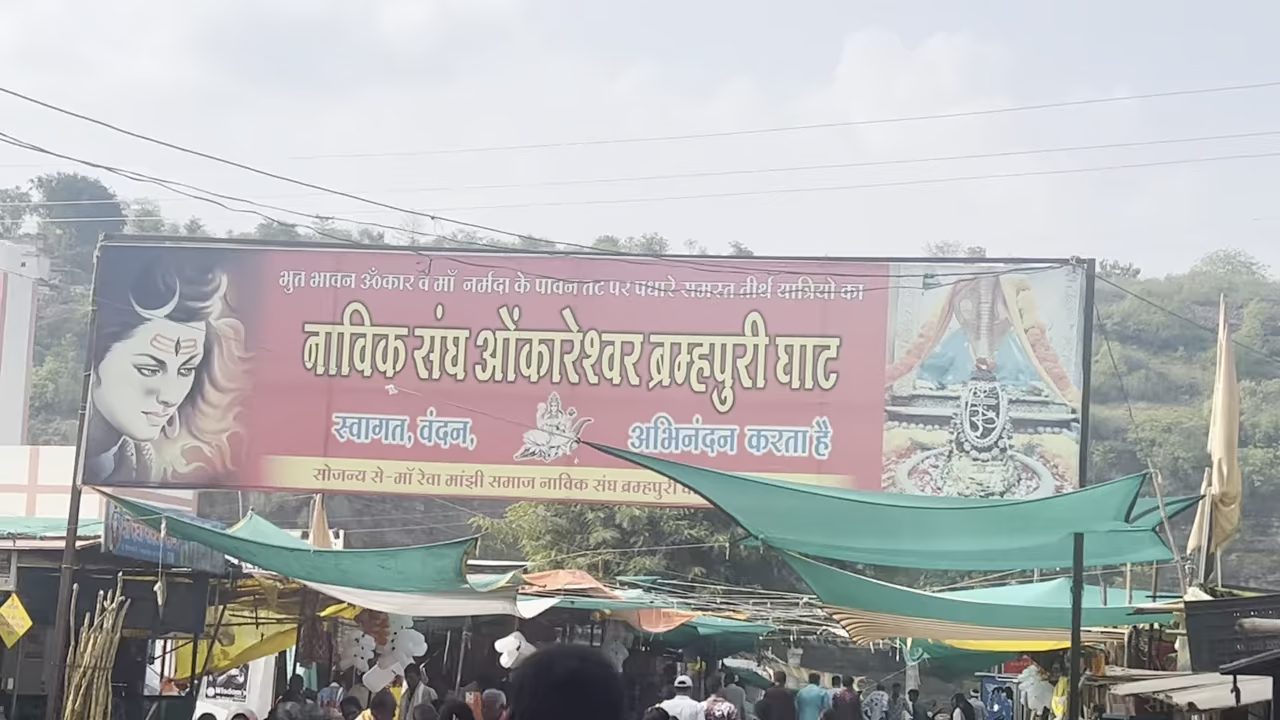 भुत भावन ॐकार व माँ नर्मदा के पावन तट पर पधारे समस्त तीर्थ यात्रियो का
नाविक संघ ओंकारेश्वर ब्रम्हपुरी घाट
स्वागत, वंदन, अभिनंदन करता है
सोजन्य से-माँ रेवा मांझी समाज नाविक संघ ब्रम्हपुरी
Wisdom's